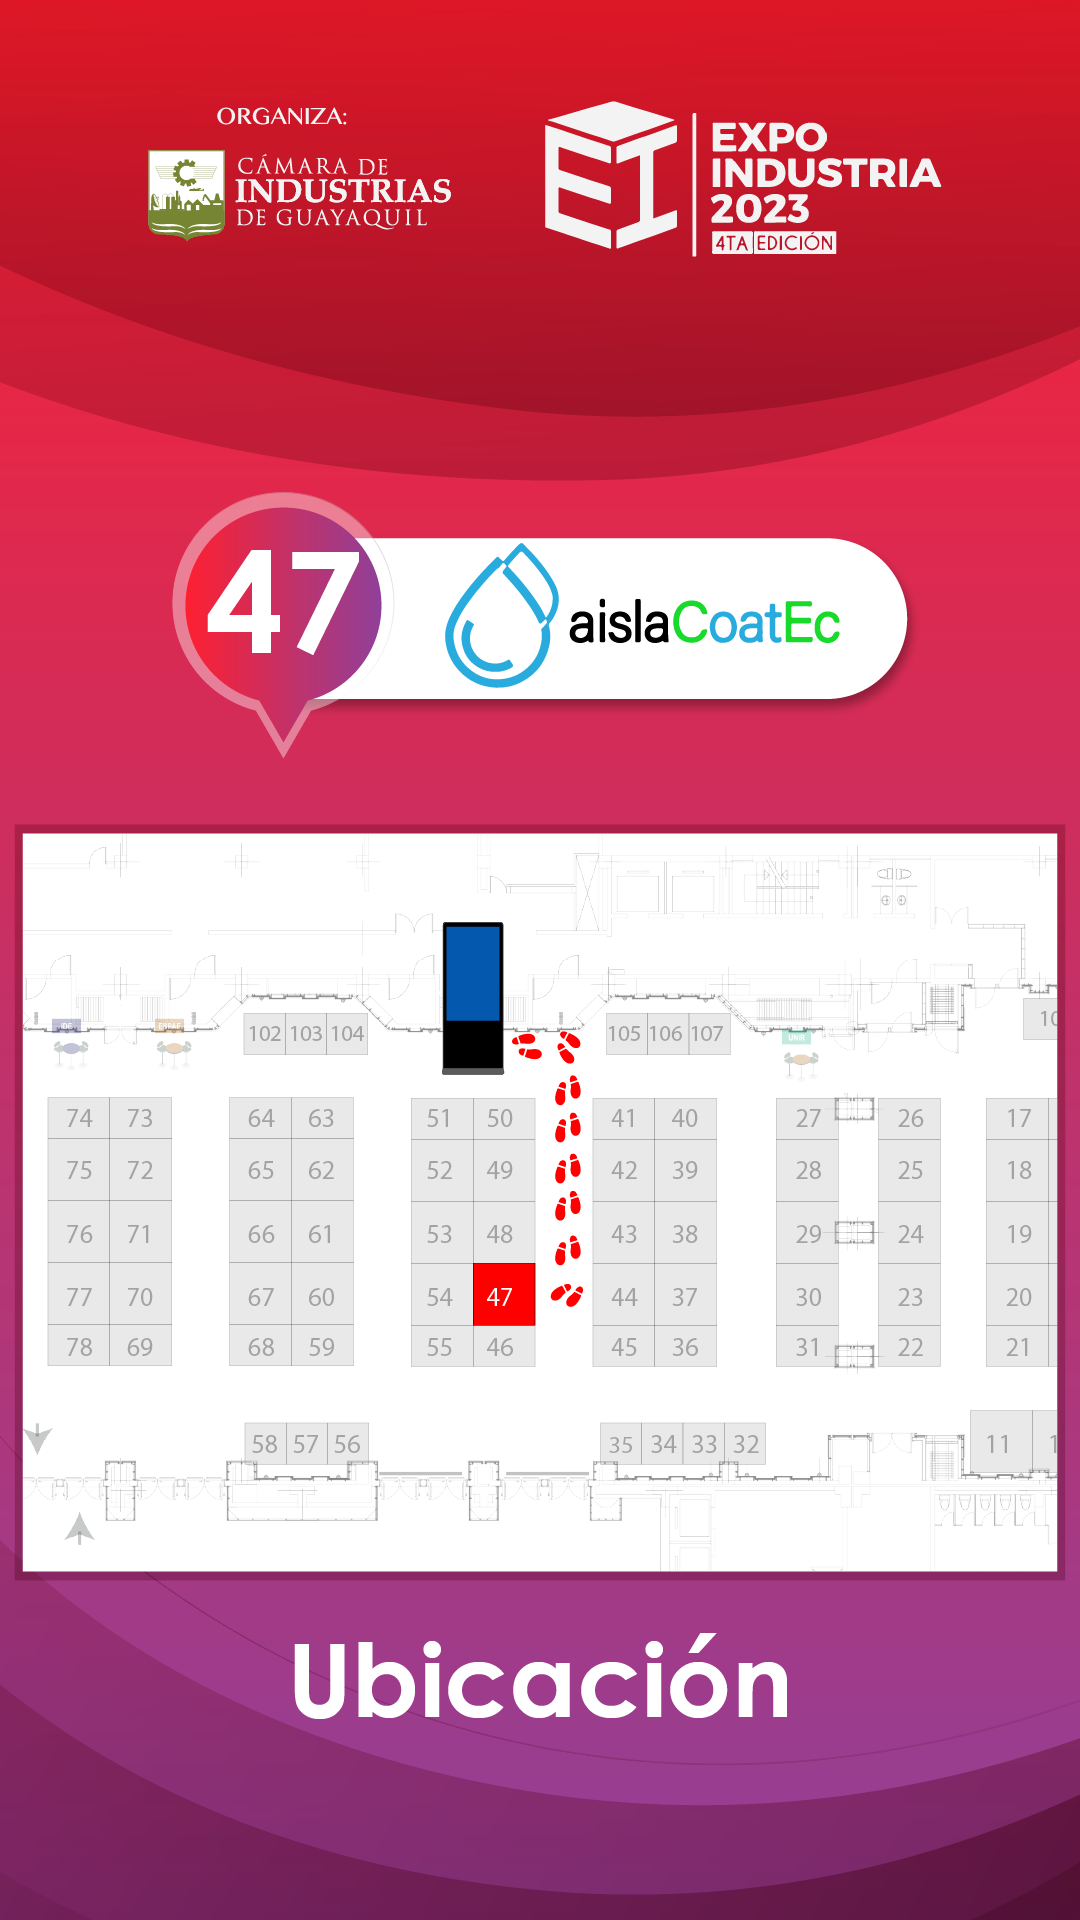 ORGANIZA:
CÁMARA DE
INDUSTRIAS
DE GUAYAQUIL
EXPO
INDUSTRIA
2023
4TA EDICIÓN
47
aislaCoatEc
102 103 104
105 106 107
10
74 73 64 63 51 50 41 40 27 26 17
75 72 65 62 52 49 42 39 28 25 18
76 71 66 61 53 48 43 38 29 24 19
77 70 67 60 54 47 44 37 30 23 20
78 69 68 59 55 46 45 36 31 22 21
58 57 56 35 34 33 32 11 1
Ubicación